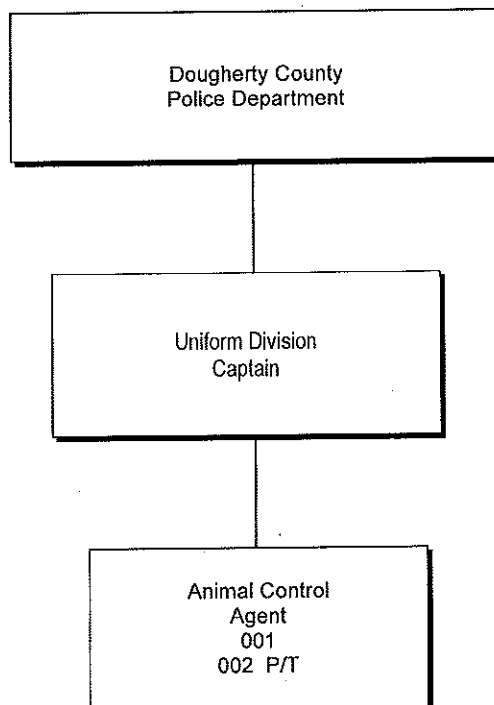 Dougherty County
Police Department
Uniform Division
Captain
Animal Control
Agent
001
002 P/T